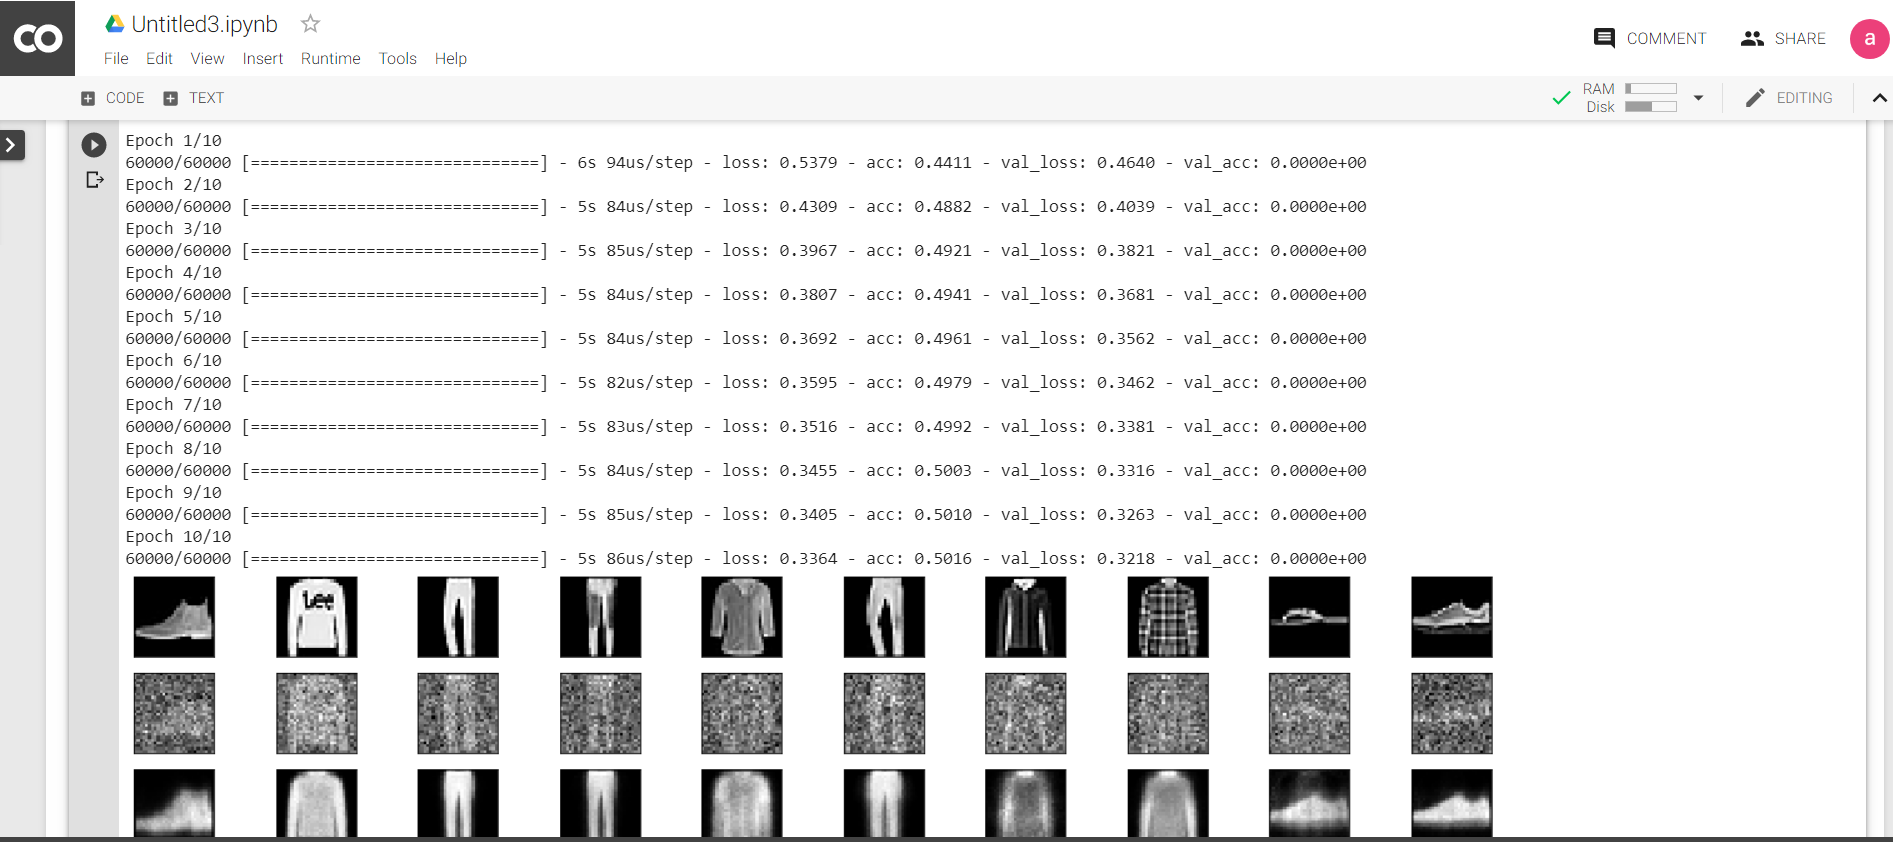 CO
Untitled3.ipynb
COMMENT SHARE a
File Edit View Insert Runtime Tools Help
CODE TEXT
RAM
Disk
EDITING
Epoch 1/10
60000/60000 [==============================] - 6s 94us/step - loss: 0.5379 - acc: 0.4411 - val_loss: 0.4640 - val_acc: 0.0000e+00
Epoch 2/10
60000/60000 [==============================] - 5s 84us/step - loss: 0.4309 - acc: 0.4882 - val_loss: 0.4039 - val_acc: 0.0000e+00
Epoch 3/10
60000/60000 [==============================] - 5s 85us/step - loss: 0.3967 - acc: 0.4921 - val_loss: 0.3821 - val_acc: 0.0000e+00
Epoch 4/10
60000/60000 [==============================] - 5s 84us/step - loss: 0.3807 - acc: 0.4941 - val_loss: 0.3681 - val_acc: 0.0000e+00
Epoch 5/10
60000/60000 [==============================] - 5s 84us/step - loss: 0.3692 - acc: 0.4961 - val_loss: 0.3562 - val_acc: 0.0000e+00
Epoch 6/10
60000/60000 [==============================] - 5s 82us/step - loss: 0.3595 - acc: 0.4979 - val_loss: 0.3462 - val_acc: 0.0000e+00
Epoch 7/10
60000/60000 [==============================] - 5s 83us/step - loss: 0.3516 - acc: 0.4992 - val_loss: 0.3381 - val_acc: 0.0000e+00
Epoch 8/10
60000/60000 [==============================] - 5s 84us/step - loss: 0.3455 - acc: 0.5003 - val_loss: 0.3316 - val_acc: 0.0000e+00
Epoch 9/10
60000/60000 [==============================] - 5s 85us/step - loss: 0.3405 - acc: 0.5010 - val_loss: 0.3263 - val_acc: 0.0000e+00
Epoch 10/10
60000/60000 [==============================] - 5s 86us/step - loss: 0.3364 - acc: 0.5016 - val_loss: 0.3218 - val_acc: 0.0000e+00
Lee